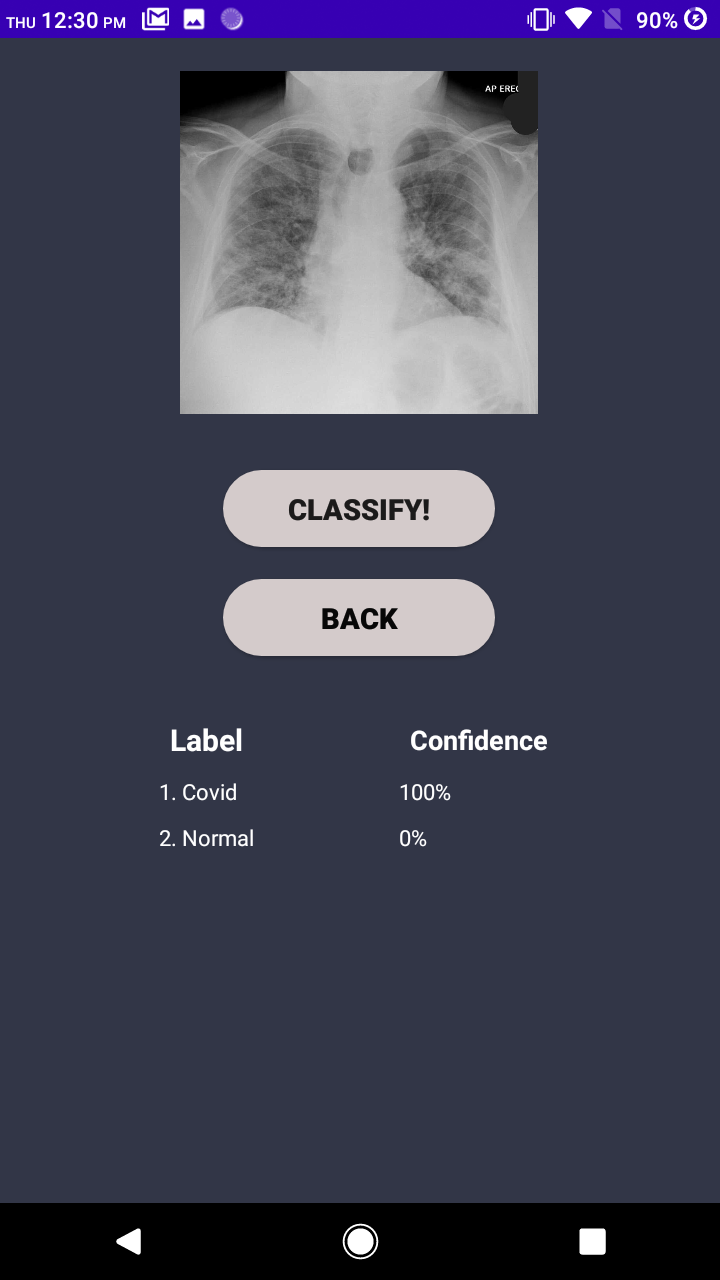 THU 12:30 PM 90%
AP EREC
CLASSIFY!
BACK
Label Confidence
1. Covid 100%
2. Normal 0%